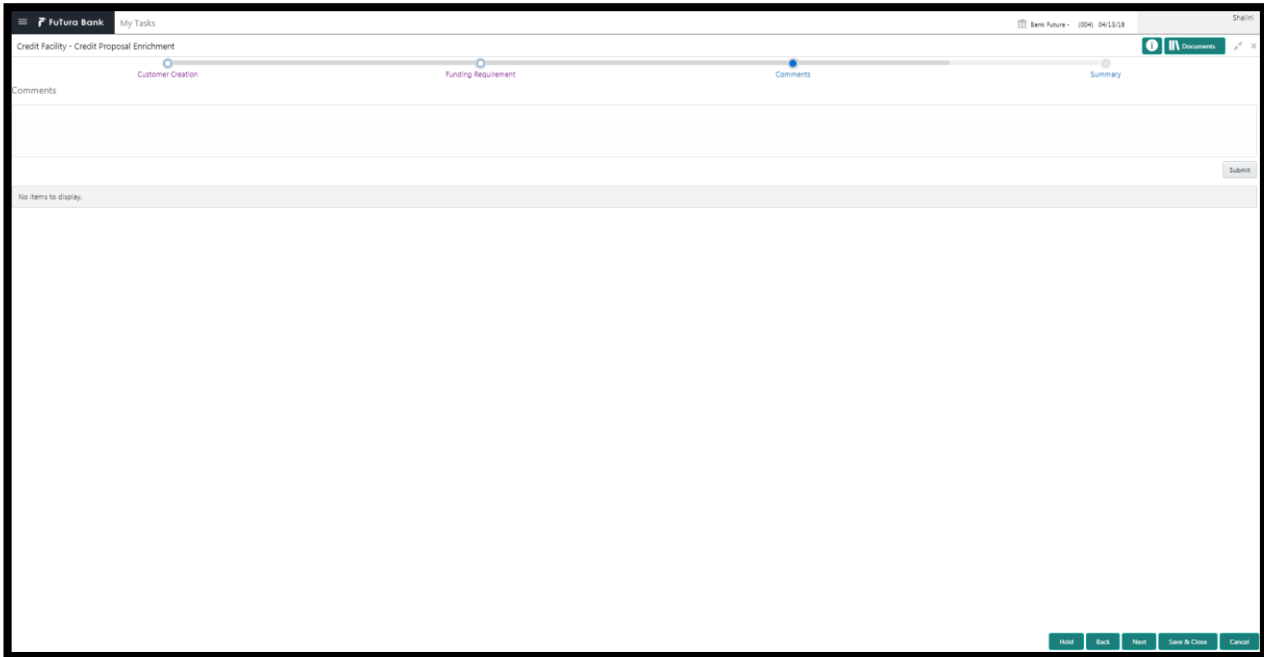 FuTura Bank My Tasks Bank Futura - (004) 04/13/18 Shalini
Credit Facility - Credit Proposal Enrichment i Documents
Customer Creation Funding Requirement Comments Summary
Comments
Submit
No items to display.
Hold Back Next Save & Close Cancel